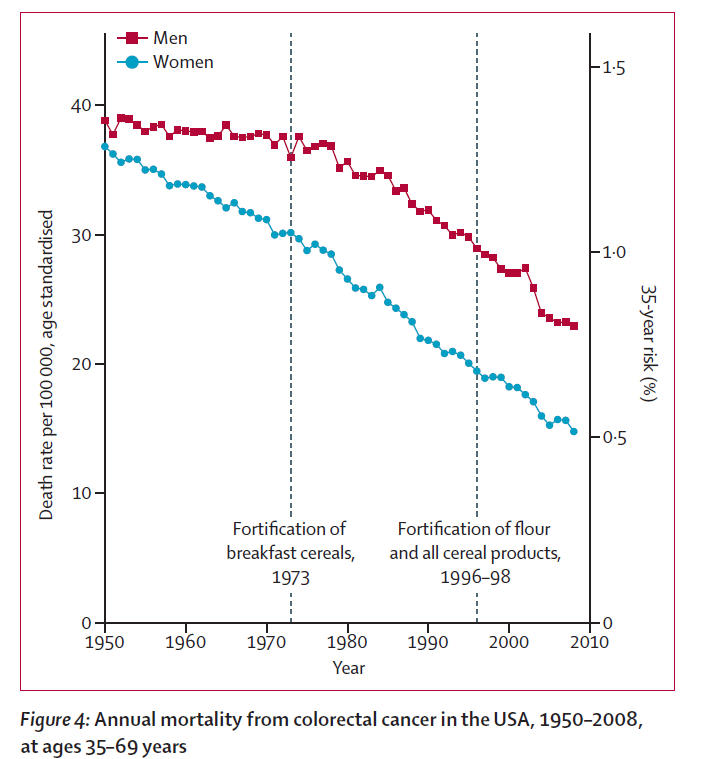 Men
Women
40
30
20
10
0
1·5
1·0
0·5
0
Death rate per 100 000, age standardised
35-year risk (%)
Fortification of
breakfast cereals,
1973
Fortification of flour
and all cereal products,
1996–98
1950
1960
1970
1980
1990
2000
2010
Year
Figure 4: Annual mortality from colorectal cancer in the USA, 1950–2008,
at ages 35–69 years